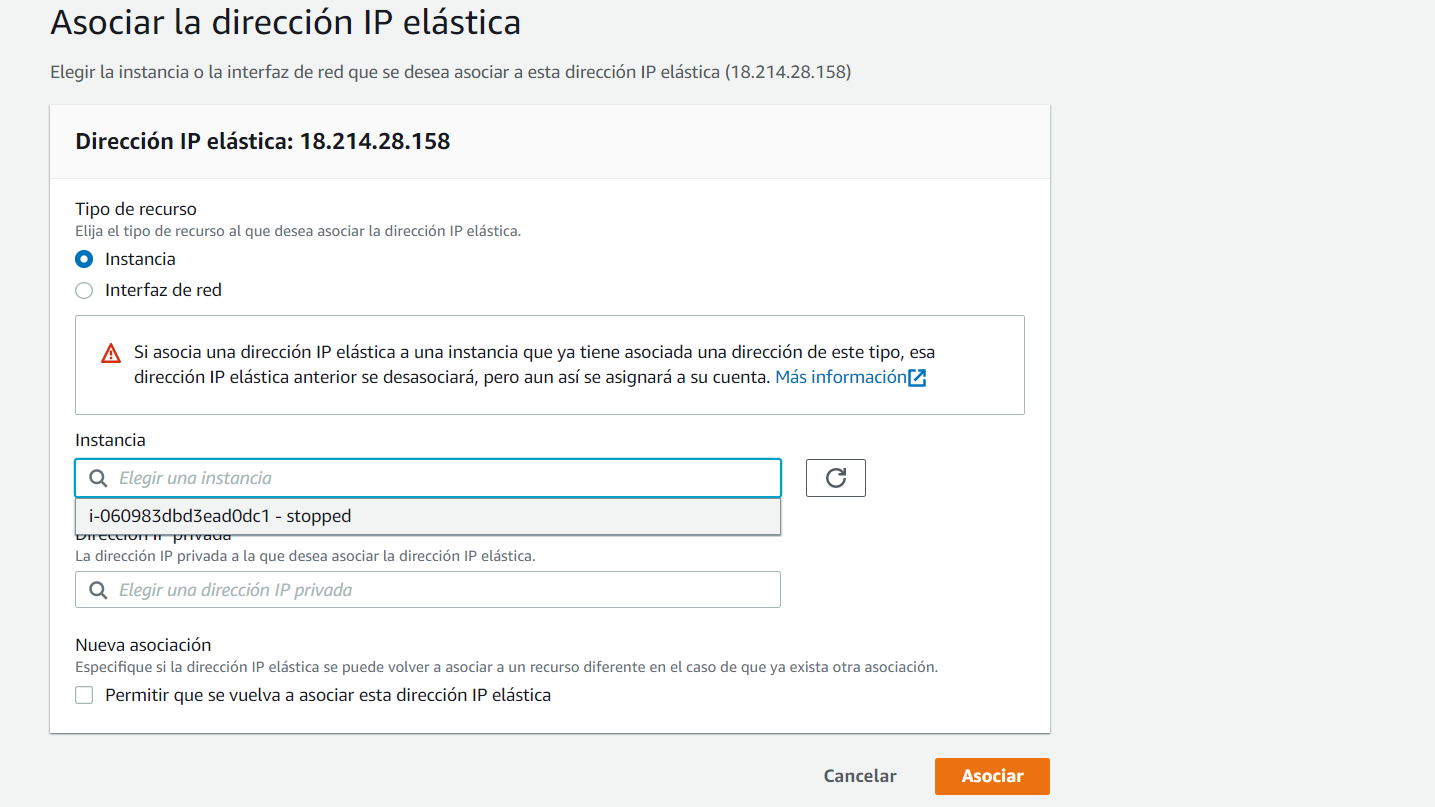 Asociar la dirección IP elástica
Elegir la instancia o la interfaz de red que se desea asociar a esta dirección IP elástica (18.214.28.158)
Dirección IP elástica: 18.214.28.158
Tipo de recurso
Elija el tipo de recurso al que desea asociar la dirección IP elástica.
Instancia
Interfaz de red
Si asocia una dirección IP elástica a una instancia que ya tiene asociada una dirección de este tipo, esa
dirección IP elástica anterior se desasociará, pero aun así se asignará a su cuenta. Más información
Instancia
Elegir una instancia
i-060983dbd3ead0dc1 - stopped
Dirección IP privada
La dirección IP privada a la que desea asociar la dirección IP elástica.
Elegir una dirección IP privada
Nueva asociación
Especifique si la dirección IP elástica se puede volver a asociar a un recurso diferente en el caso de que ya exista otra asociación.
Permitir que se vuelva a asociar esta dirección IP elástica
Cancelar
Asociar